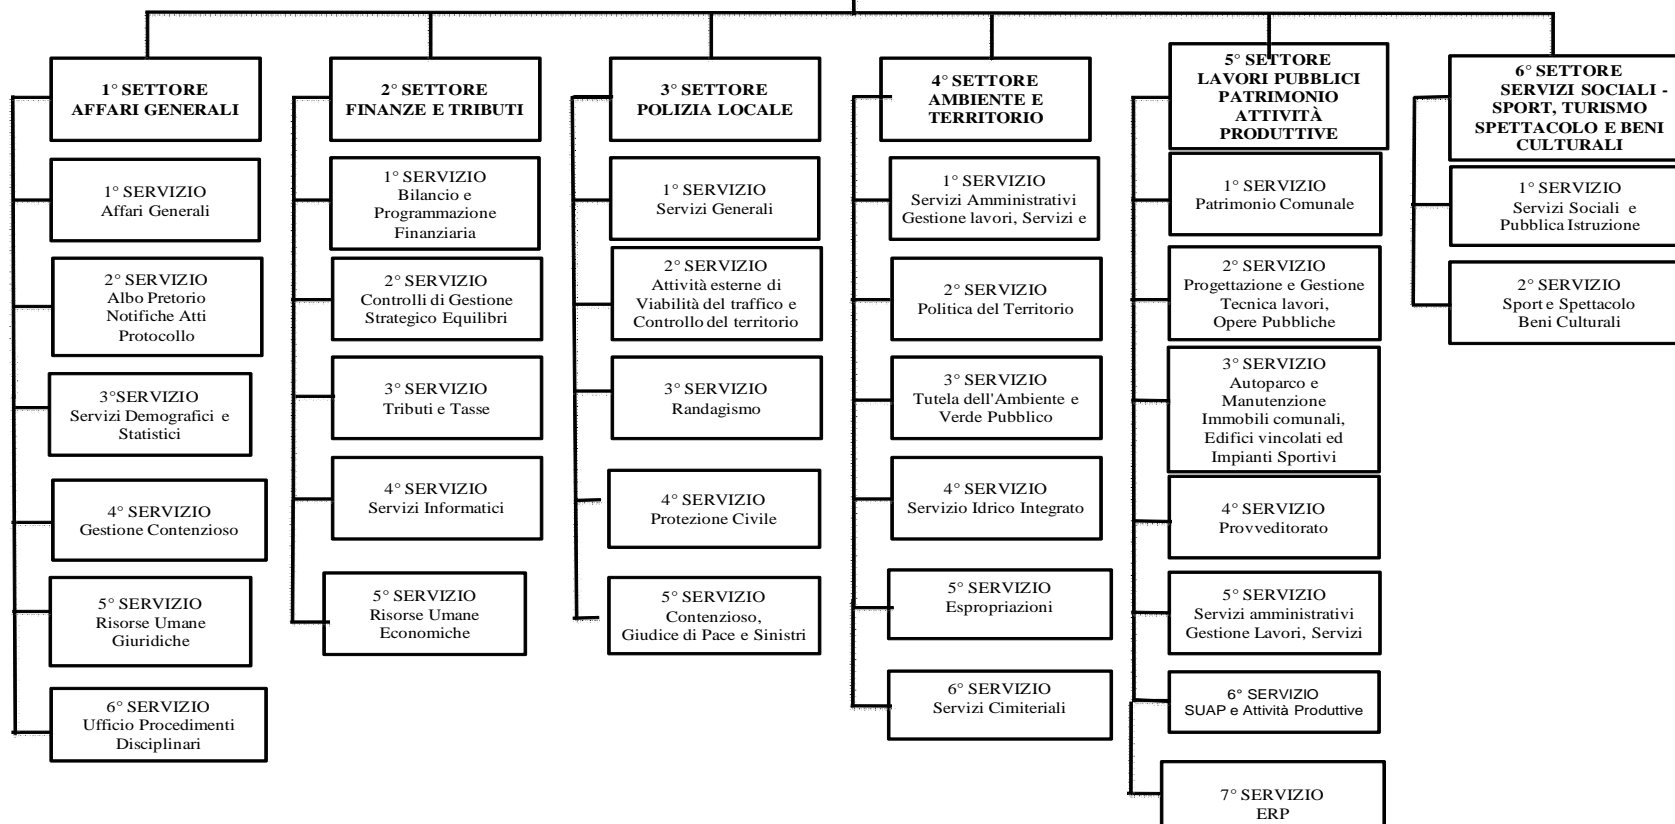 1° SETTORE
AFFARI GENERALI
1° SERVIZIO
Affari Generali
2° SERVIZIO
Albo Pretorio
Notifiche Atti
Protocollo
3°SERVIZIO
Servizi Demografici e
Statistici
4° SERVIZIO
Gestione Contenzioso
5° SERVIZIO
Risorse Umane
Giuridiche
6° SERVIZIO
Ufficio Procedimenti
Disciplinari
2° SETTORE
FINANZE E TRIBUTI
1° SERVIZIO
Bilancio e
Programmazione
Finanziaria
2° SERVIZIO
Controlli di Gestione
Strategico Equilibri
3° SERVIZIO
Tributi e Tasse
4° SERVIZIO
Servizi Informatici
5° SERVIZIO
Risorse Umane
Economiche
3° SETTORE
POLIZIA LOCALE
1° SERVIZIO
Servizi Generali
2° SERVIZIO
Attività esterne di
Viabilità del traffico e
Controllo del territorio
3° SERVIZIO
Randagismo
4° SERVIZIO
Protezione Civile
5° SERVIZIO
Contenzioso,
Giudice di Pace e Sinistri
4° SETTORE
AMBIENTE E
TERRITORIO
1° SERVIZIO
Servizi Amministrativi
Gestione lavori, Servizi e
2° SERVIZIO
Politica del Territorio
3° SERVIZIO
Tutela dell'Ambiente e
Verde Pubblico
4° SERVIZIO
Servizio Idrico Integrato
5° SERVIZIO
Espropriazioni
6° SERVIZIO
Servizi Cimiteriali
5° SETTORE
LAVORI PUBBLICI
PATRIMONIO
ATTIVITÀ
PRODUTTIVE
1° SERVIZIO
Patrimonio Comunale
2° SERVIZIO
Progettazione e Gestione
Tecnica lavori,
Opere Pubbliche
3° SERVIZIO
Autoparco e
Manutenzione
Immobili comunali,
Edifici vincolati ed
Impianti Sportivi
4° SERVIZIO
Provveditorato
5° SERVIZIO
Servizi amministrativi
Gestione Lavori, Servizi
6° SERVIZIO
SUAP e Attività Produttive
7° SERVIZIO
ERP
6° SETTORE
SERVIZI SOCIALI -
SPORT, TURISMO
SPETTACOLO E BENI
CULTURALI
1° SERVIZIO
Servizi Sociali e
Pubblica Istruzione
2° SERVIZIO
Sport e Spettacolo
Beni Culturali